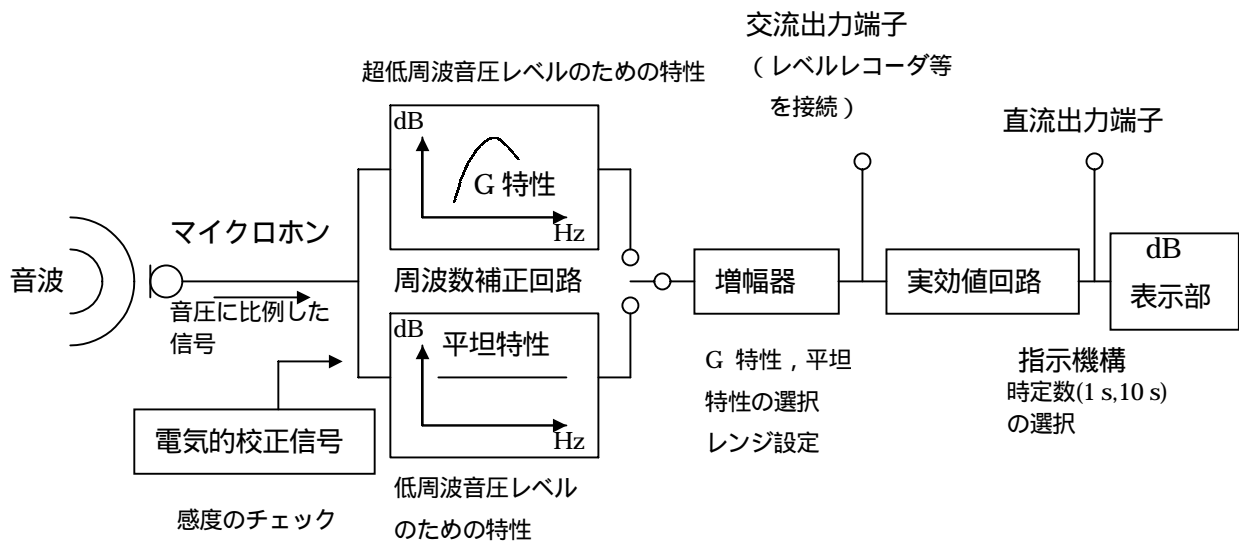 交流出力端子
（レベルレコーダ等
を接続）
超低周波音圧レベルのための特性
直流出力端子
dB
G 特性
Hz
マイクロホン
音波
周波数補正回路
増幅器
実効値回路
dB
表示部
音圧に比例した
信号
dB
平坦特性
Hz
G 特性，平坦
特性の選択
レンジ設定
指示機構
時定数(1 s,10 s)
の選択
電気的校正信号
感度のチェック
低周波音圧レベル
のための特性